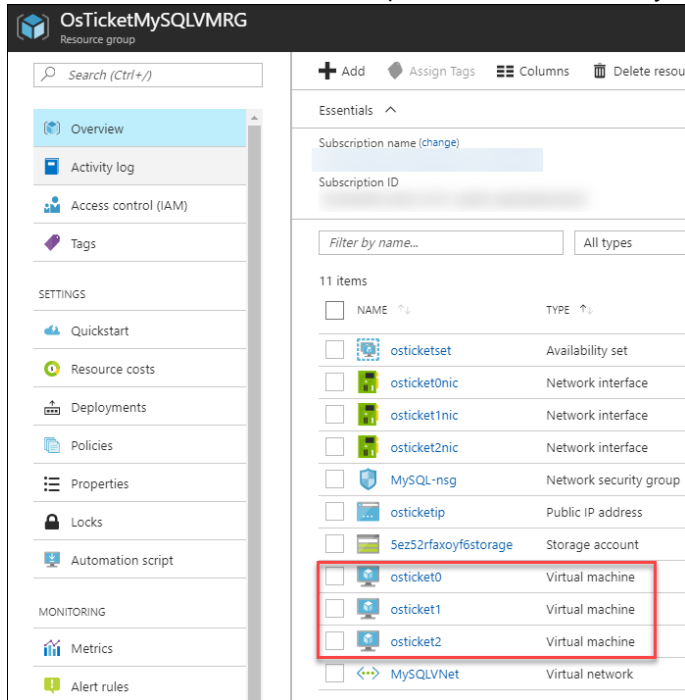 OsTicketMySQLVMRG
Resource group
Search (Ctrl+/)
Overview
Activity log
Access control (IAM)
Tags
SETTINGS
Quickstart
Resource costs
Deployments
Policies
Properties
Locks
Automation script
MONITORING
Metrics
Alert rules
Add Assign Tags Columns Delete resou
Essentials
Subscription name (change)
Subscription ID
Filter by name... All types
11 items
NAME TYPE
osticketset Availability set
osticket0nic Network interface
osticket1nic Network interface
osticket2nic Network interface
MySQL-nsg Network security group
osticketip Public IP address
5ez52rfaxoyf6storage Storage account
osticket0 Virtual machine
osticket1 Virtual machine
osticket2 Virtual machine
MySQLVNet Virtual network